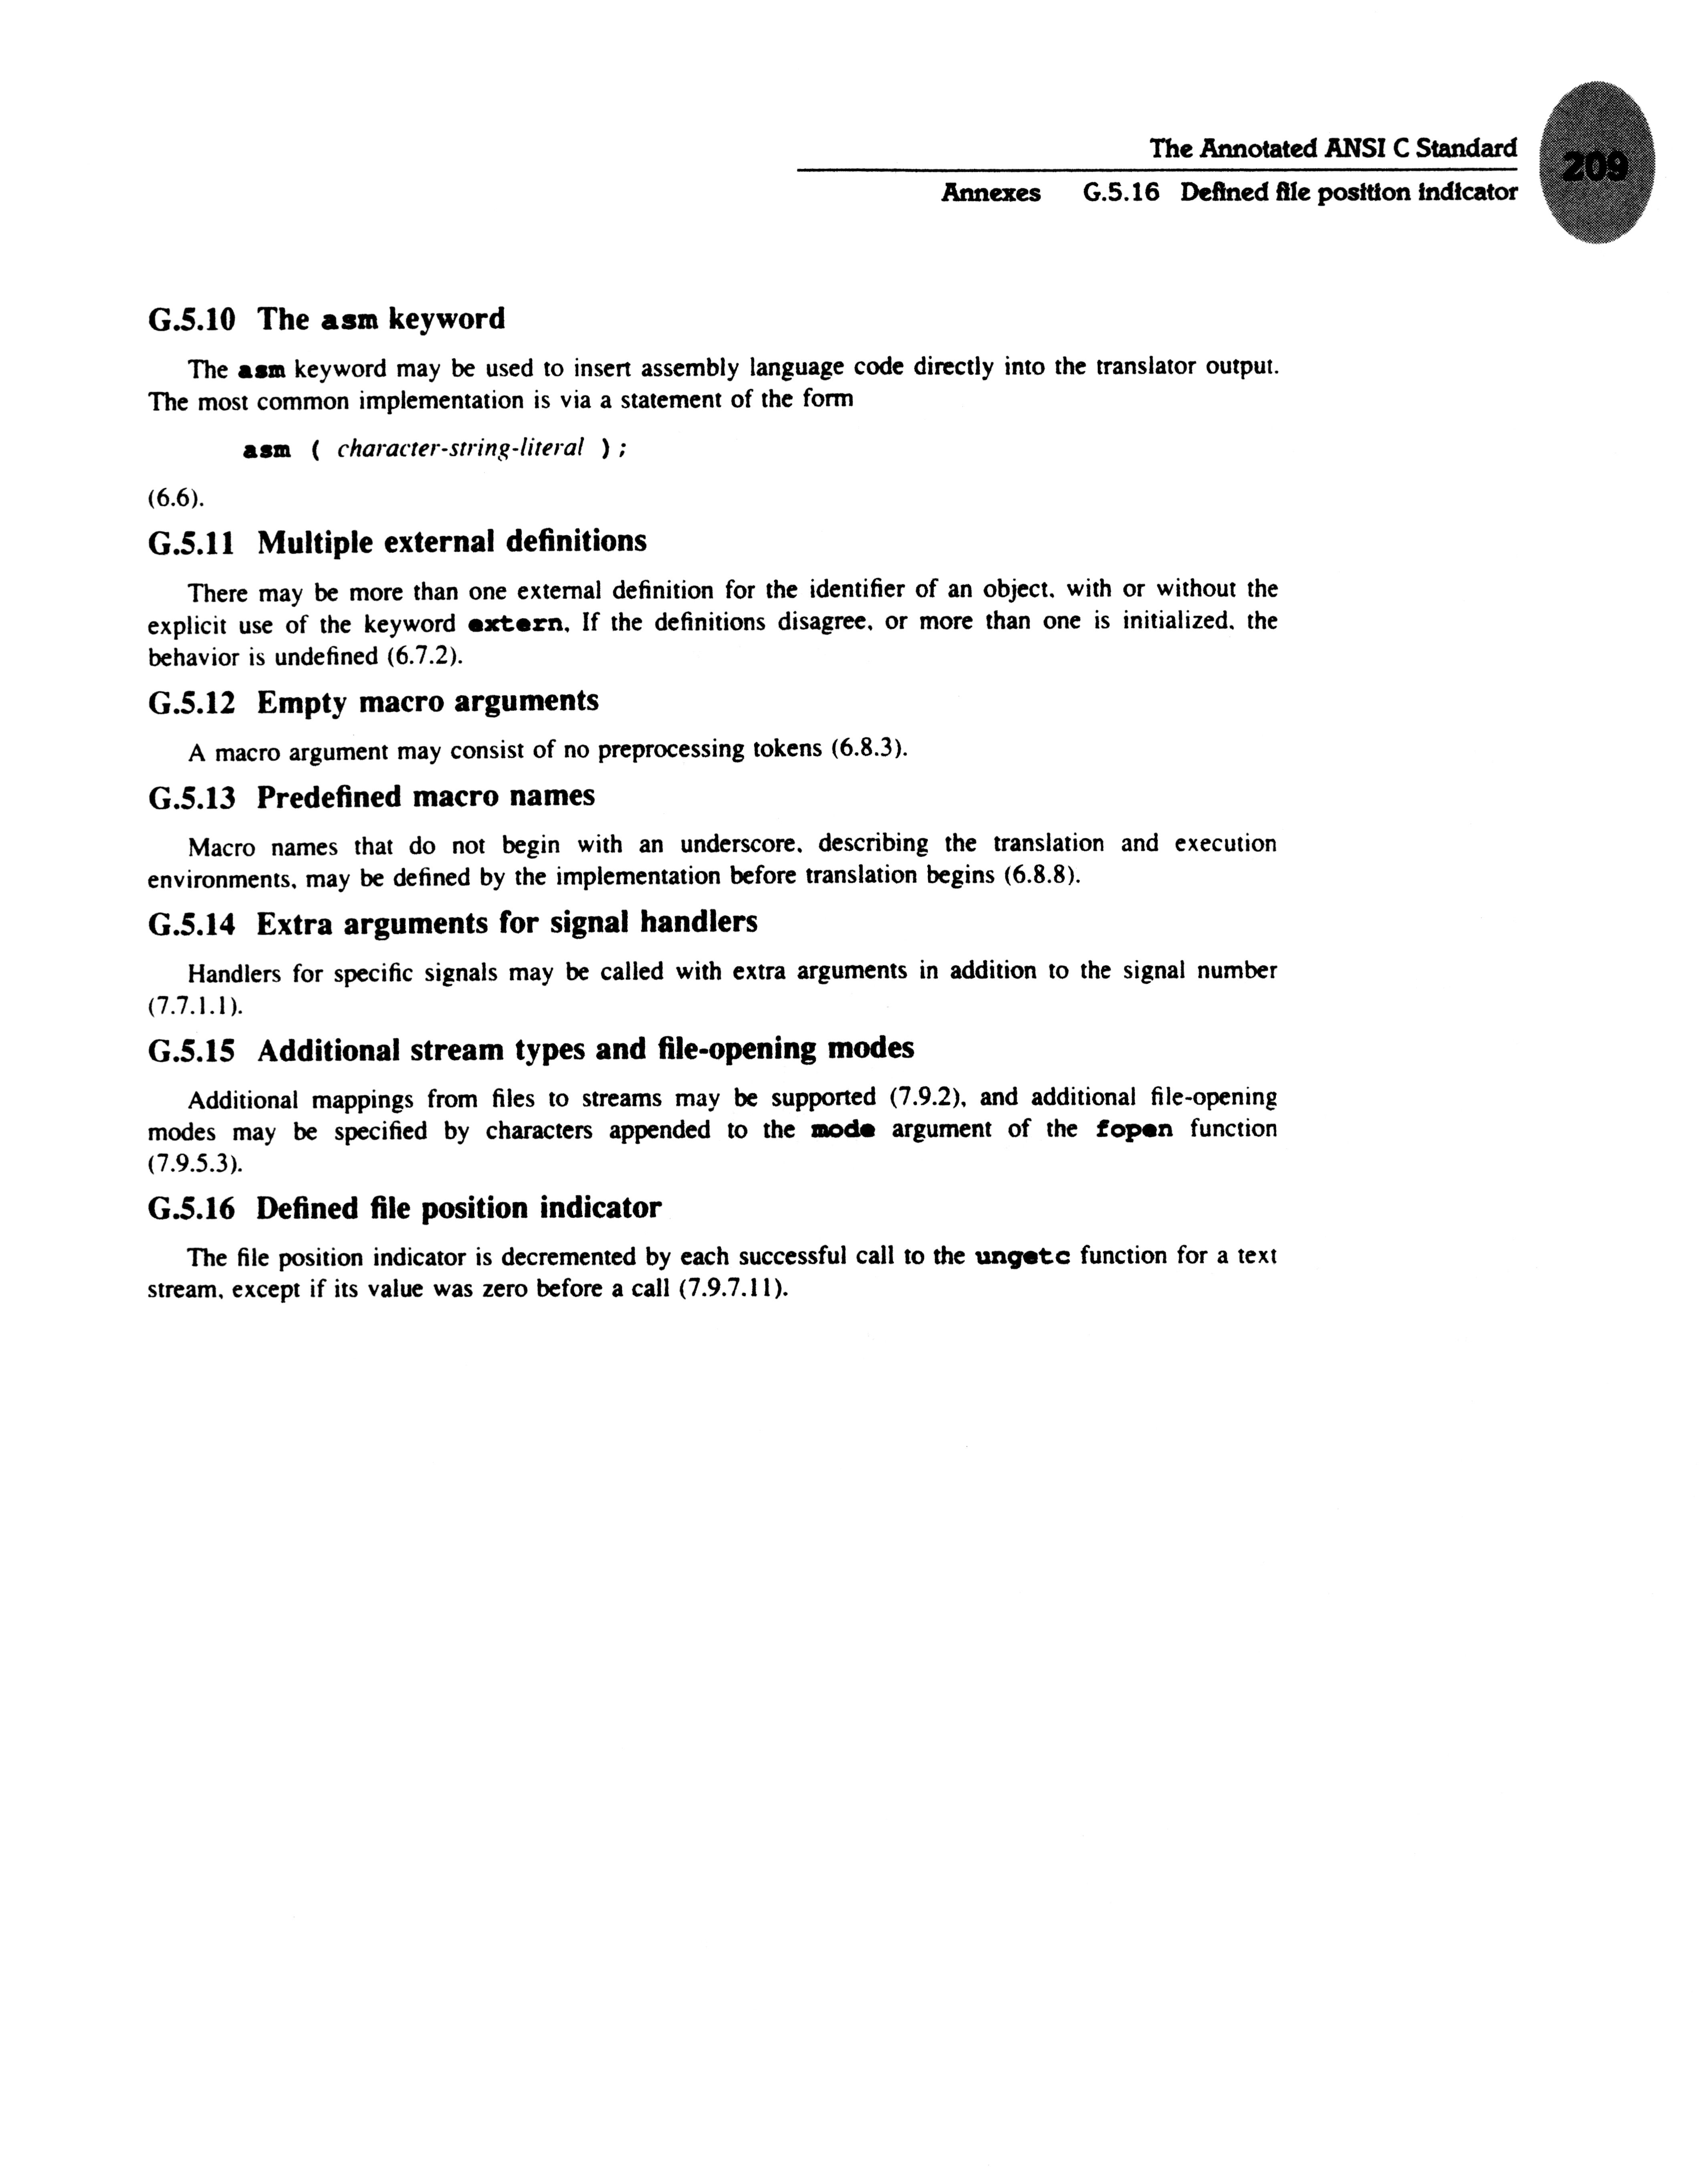 The Annotated ANSI C Standard
209
Annexes G.5.16 Defined file position indicator
G.5.10 The asm keyword
The asm keyword may be used to insert assembly language code directly into the translator output.
The most common implementation is via a statement of the form
asm ( character-string-literal );
(6.6).
G.5.11 Multiple external definitions
There may be more than one external definition for the identifier of an object, with or without the
explicit use of the keyword extern. If the definitions disagree, or more than one is initialized, the
behavior is undefined (6.7.2).
G.5.12 Empty macro arguments
A macro argument may consist of no preprocessing tokens (6.8.3).
G.5.13 Predefined macro names
Macro names that do not begin with an underscore, describing the translation and execution
environments, may be defined by the implementation before translation begins (6.8.8).
G.5.14 Extra arguments for signal handlers
Handlers for specific signals may be called with extra arguments in addition to the signal number
(7.7.1.1).
G.5.15 Additional stream types and file-opening modes
Additional mappings from files to streams may be supported (7.9.2), and additional file-opening
modes may be specified by characters appended to the mode argument of the fopen function
(7.9.5.3).
G.5.16 Defined file position indicator
The file position indicator is decremented by each successful call to the ungetc function for a text
stream, except if its value was zero before a call (7.9.7.11).